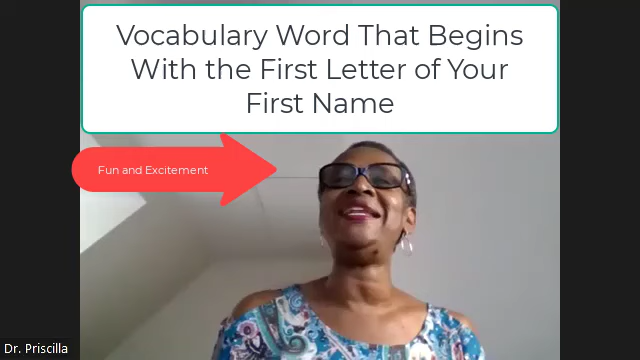 Vocabulary Word That Begins
With the First Letter of Your
First Name
Fun and Excitement
Dr. Priscilla